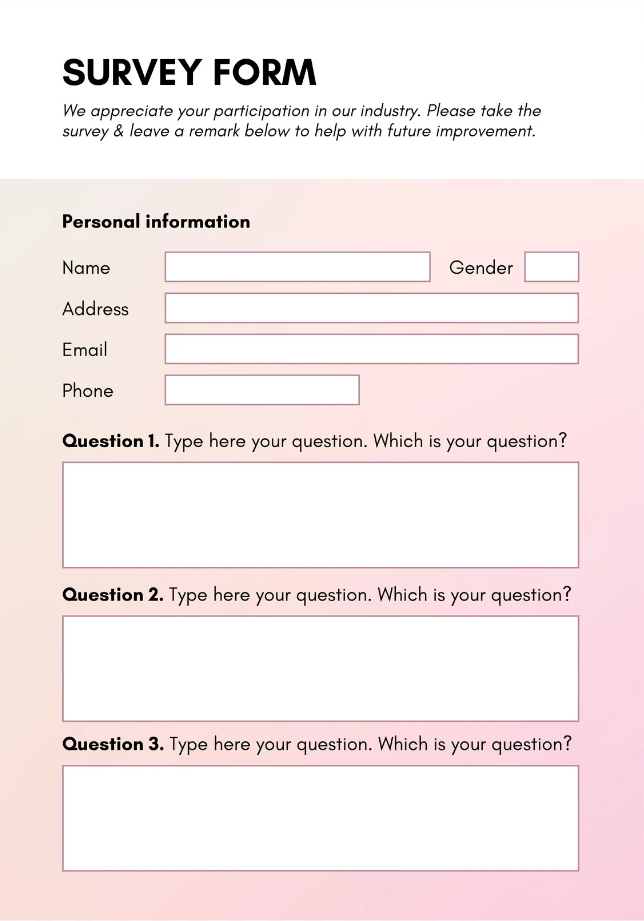 SURVEY FORM
We appreciate your participation in our industry. Please take the
survey & leave a remark below to help with future improvement.
Personal information
Name Gender
Address
Email
Phone
Question 1. Type here your question. Which is your question?
Question 2. Type here your question. Which is your question?
Question 3. Type here your question. Which is your question?